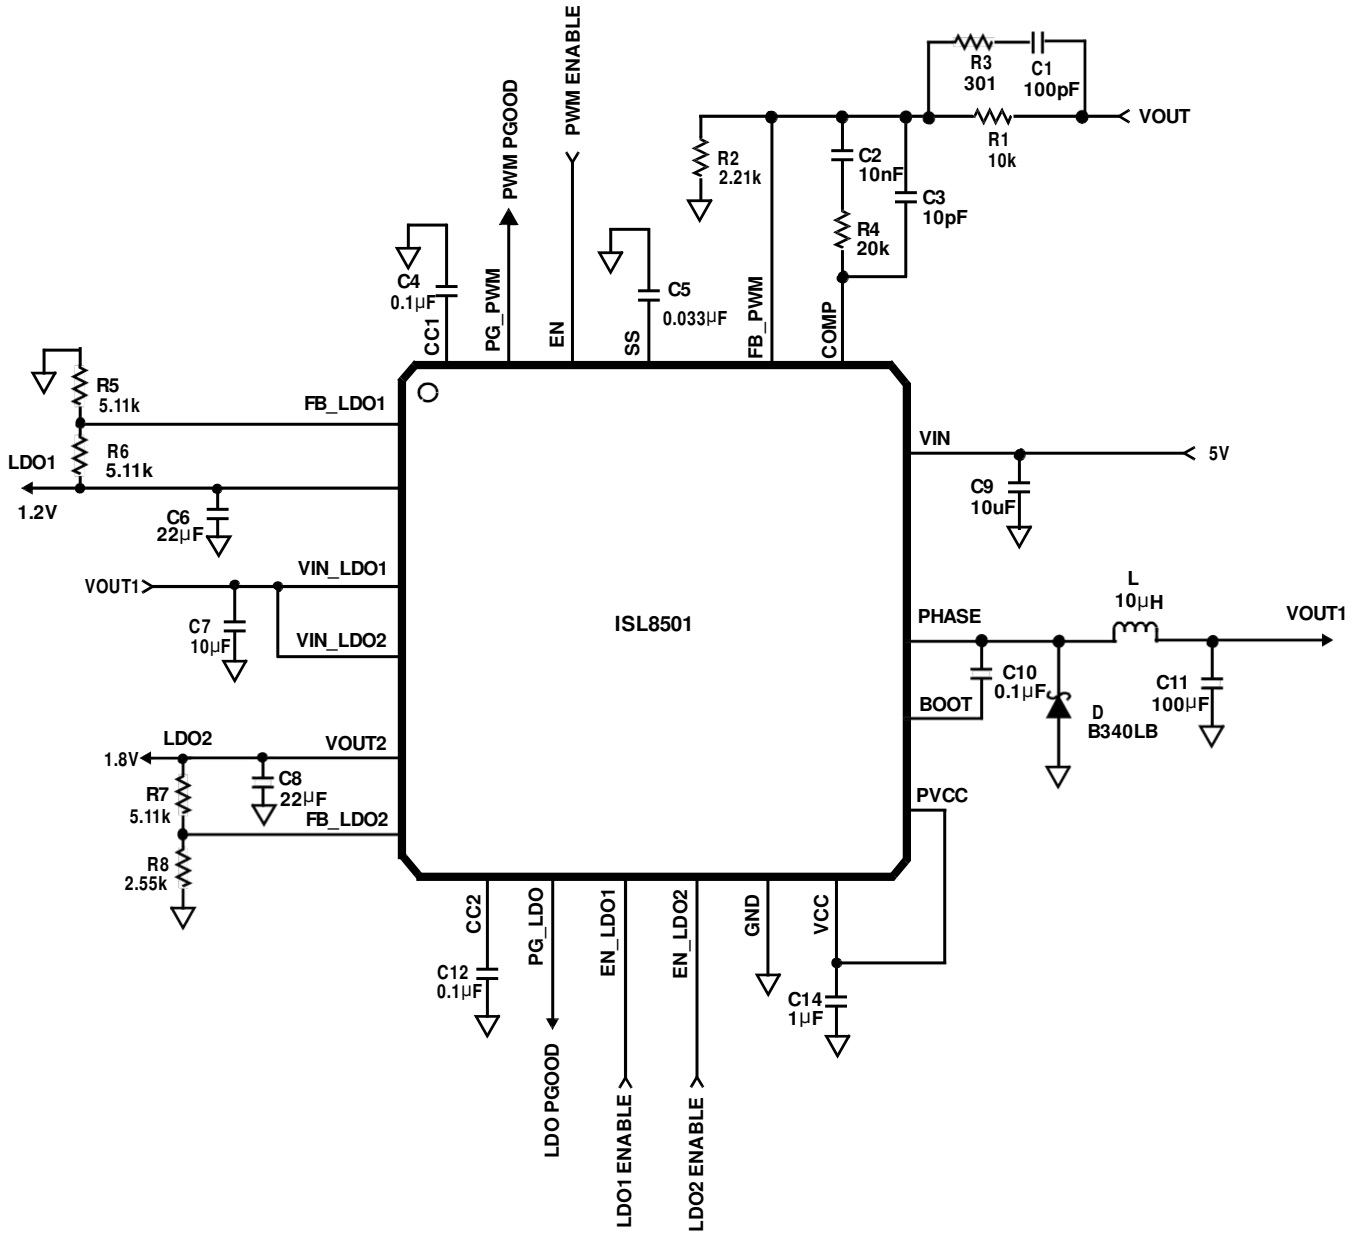 PWM ENABLE
PWM PGOOD
R3
301
C1
100pF
VOUT
R1
10k
R2
2.21k
C2
10nF
C3
10pF
R4
20k
C4
0.1µF
CC1
PG_PWM
EN
C5
0.033µF
SS
FB_PWM
COMP
R5
5.11k
FB_LDO1
R6
5.11k
LDO1
1.2V
C6
22µF
VIN
5V
C9
10uF
VOUT1
VIN_LDO1
C7
10µF
VIN_LDO2
ISL8501
L
10µH
PHASE
VOUT1
C10
0.1µF
BOOT
D
B340LB
C11
100µF
LDO2
1.8V
VOUT2
C8
22µF
R7
5.11k
FB_LDO2
R8
2.55k
PVCC
CC2
PG_LDO
EN_LDO1
EN_LDO2
GND
VCC
C12
0.1µF
C14
1µF
LDO PGOOD
LDO1 ENABLE
LDO2 ENABLE